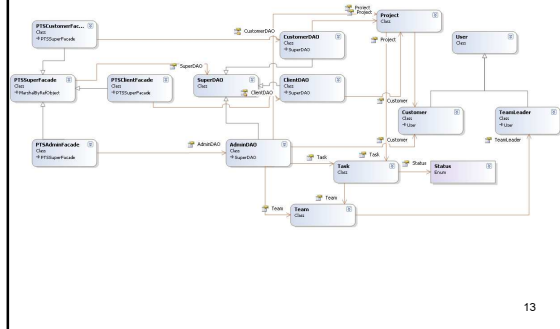 Project
Project
PTSCustomerFac...
Class
PTSSuperFacade
CustomerDAO
CustomerDAO
Class
SuperDAO
Project
Class
Project
User
Class
PTSSuperFacade
Class
MarshalByRefObject
PTSClientFacade
Class
PTSSuperFacade
SuperDAO
SuperDAO
Class
ClientDAO
ClientDAO
Class
SuperDAO
Customer
Customer
Class
User
Customer
TeamLeader
Class
User
TeamLeader
PTSAdminFacade
Class
PTSSuperFacade
AdminDAO
AdminDAO
Class
SuperDAO
Task
Task
Task
Class
Status
Status
Enum
Team
Team
Team
Class
13